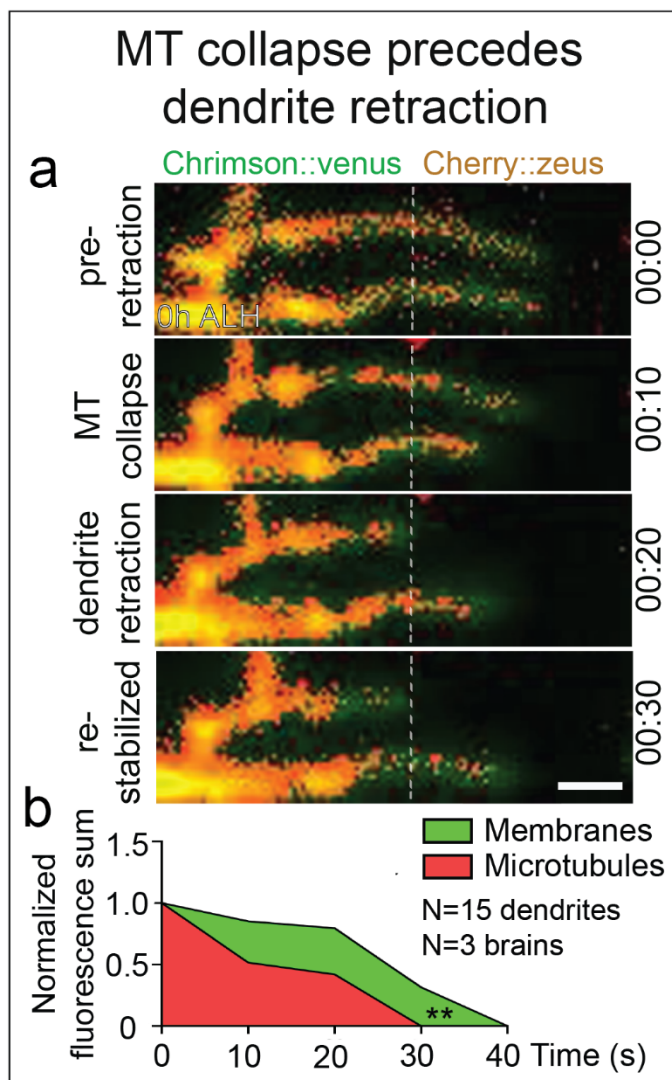 MT collapse precedes
dendrite retraction
a
Chrimson::venus
Cherry::zeus
pre-
retraction
0h ALH
00:00
MT
collapse
00:10
dendrite
retraction
00:20
re-
stabilized
00:30
b
Normalized
fluorescence sum
1.5
1.0
0.5
0
Membranes
Microtubules
N=15 dendrites
N=3 brains
**
0
10
20
30
40
Time (s)